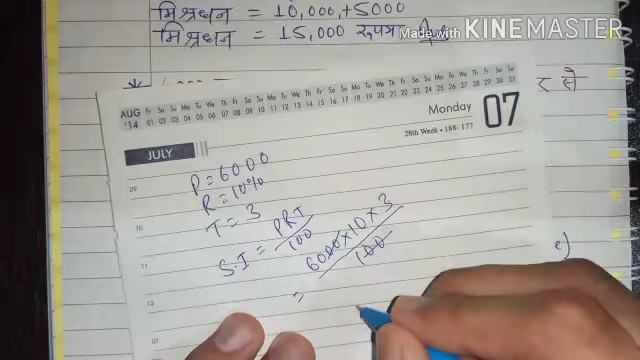 मिश्रधन = 10,000,+5000
मिश्रधन = 15,000 रुपया
Made with KINEMASTER
र से
AUG '14 Fr Sa Su Mo Tu We Th Fr Sa Su Mo Tu We Th Fr Sa Su Mo Tu We Th Fr Sa Su Mo Tu We Th Fr Sa Su
01 02 03 04 05 06 07 08 09 10 11 12 13 14 15 16 17 18 19 20 21 22 23 24 25 26 27 28 29 30 31
Monday 07
28th Week • 188-177
JULY
09
P = 6000
R = 10%
10
T = 3
S.I = PRT/100
11
= 6000×10×3/100
12
01